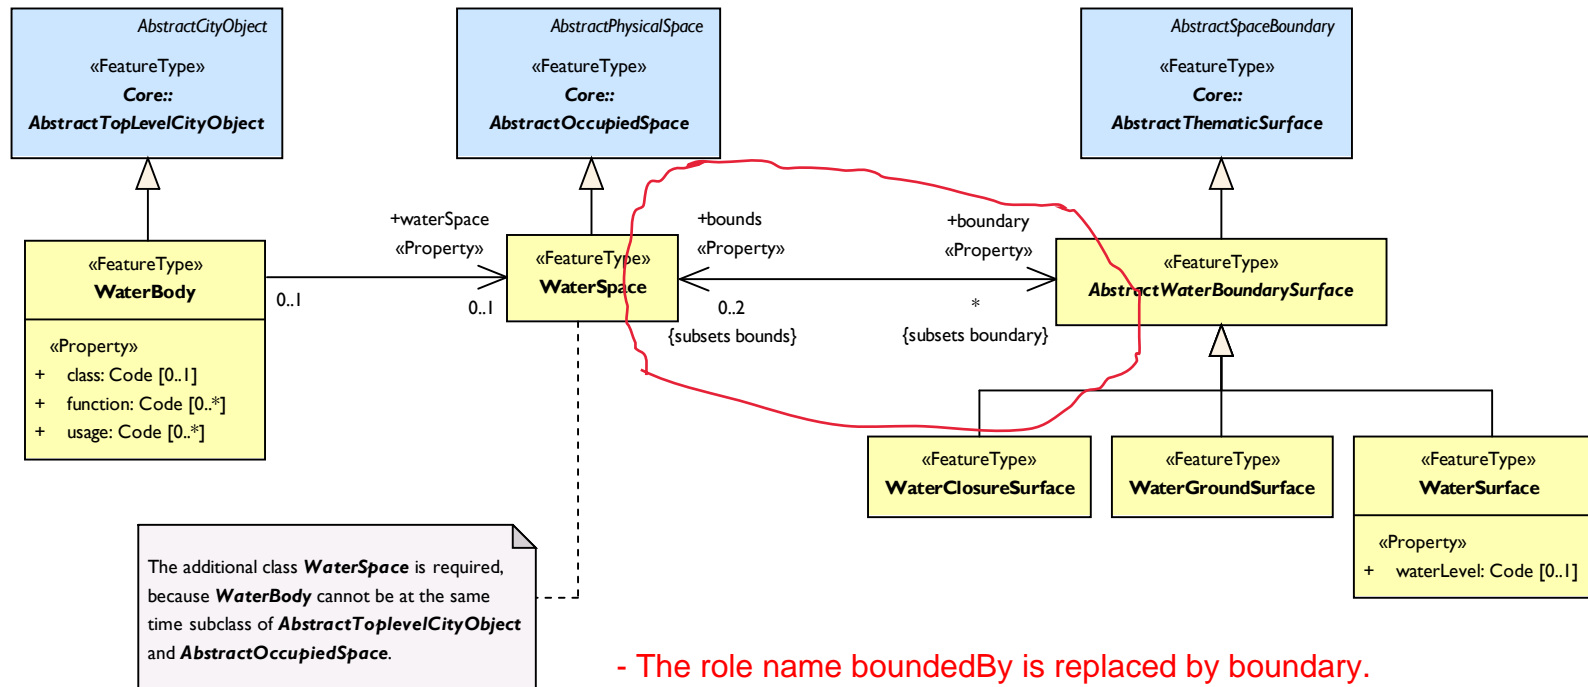 AbstractCityObject
«FeatureType»
Core::
AbstractTopLevelCityObject
AbstractPhysicalSpace
«FeatureType»
Core::
AbstractOccupiedSpace
AbstractSpaceBoundary
«FeatureType»
Core::
AbstractThematicSurface
+waterSpace
«Property»
0..1
0..1
+bounds
«Property»
0..2
{subsets bounds}
+boundary
«Property»
*
{subsets boundary}
«FeatureType»
WaterBody
«Property»
+ class: Code [0..1]
+ function: Code [0..*]
+ usage: Code [0..*]
«FeatureType»
WaterSpace
«FeatureType»
AbstractWaterBoundarySurface
«FeatureType»
WaterClosureSurface
«FeatureType»
WaterGroundSurface
«FeatureType»
WaterSurface
«Property»
+ waterLevel: Code [0..1]
The additional class WaterSpace is required,
because WaterBody cannot be at the same
time subclass of AbstractToplevelCityObject
and AbstractOccupiedSpace.
- The role name boundedBy is replaced by boundary.